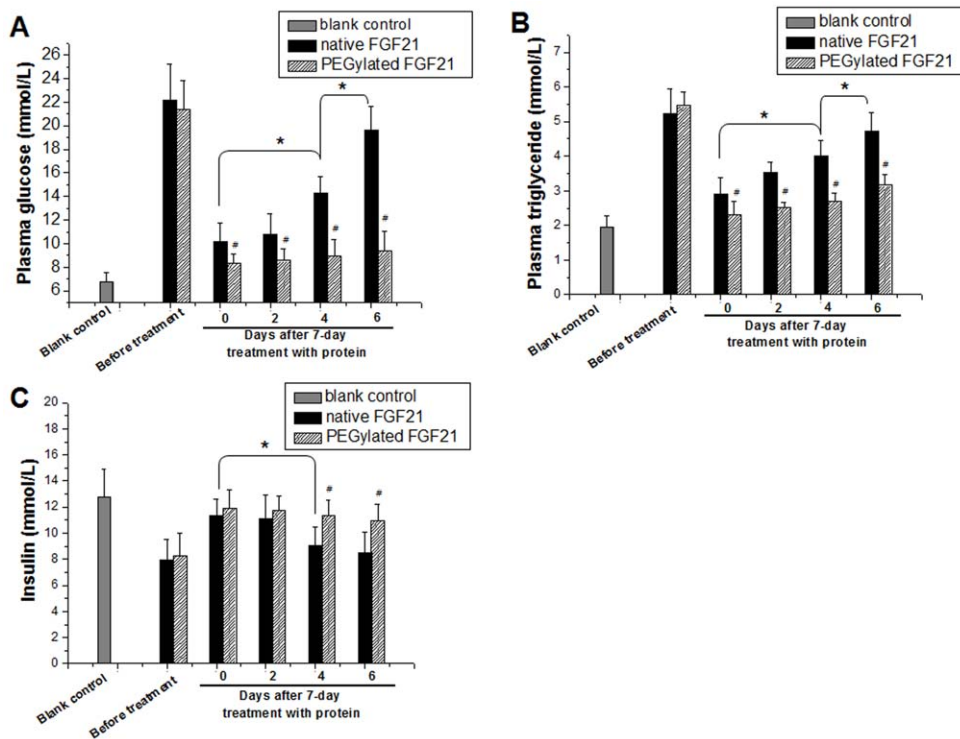 A
blank control
native FGF21
PEGylated FGF21
Plasma glucose (mmol/L)
26
24
22
20
18
16
14
12
10
8
6
*
*
#
#
#
#
Blank control
Before treatment
0 2 4 6
Days after 7-day
treatment with protein
B
blank control
native FGF21
PEGylated FGF21
Plasma triglyceride (mmol/L)
7
6
5
4
3
2
1
0
*
*
#
#
#
#
Blank control
Before treatment
0 2 4 6
Days after 7-day
treatment with protein
C
blank control
native FGF21
PEGylated FGF21
Insulin (mmol/L)
20
18
16
14
12
10
8
6
4
2
0
*
#
#
Blank control
Before treatment
0 2 4 6
Days after 7-day
treatment with protein